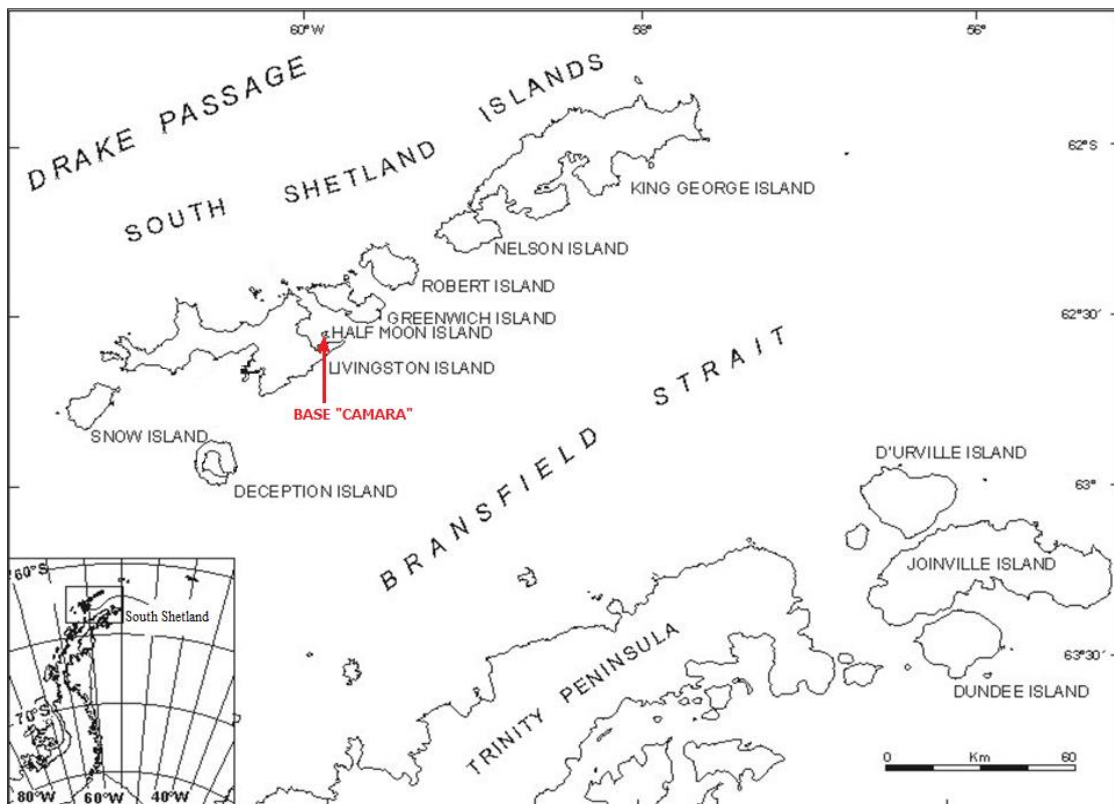 60°W
58°
56°
DRAKE PASSAGE
SOUTH SHETLAND ISLANDS
62°S
KING GEORGE ISLAND
NELSON ISLAND
ROBERT ISLAND
GREENWICH ISLAND
62°30'
HALF MOON ISLAND
LIVINGSTON ISLAND
BASE "CAMARA"
SNOW ISLAND
DECEPTION ISLAND
BRANSFIELD STRAIT
D'URVILLE ISLAND
63°
JOINVILLE ISLAND
63°30'
DUNDEE ISLAND
TRINITY PENINSULA
0 Km 60
60°S
South Shetland
70°S
80°W 60°W 40°W